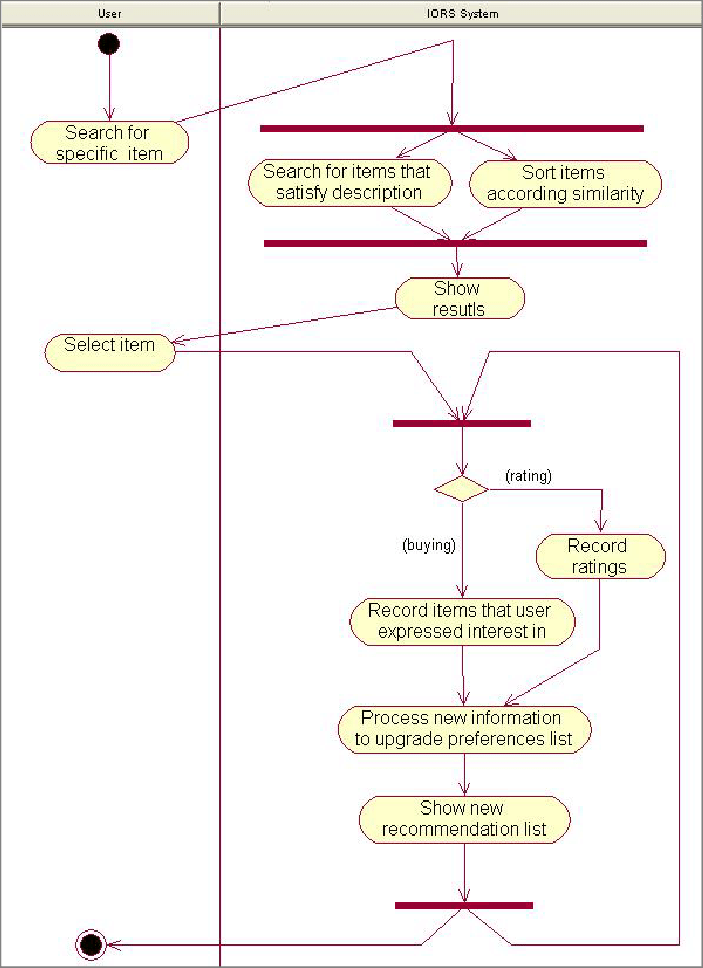 User
IORS System
Search for
specific item
Search for items that
satisfy description
Sort items
according similarity
Show
resutls
Select item
(rating)
(buying)
Record
ratings
Record items that user
expressed interest in
Process new information
to upgrade preferences list
Show new
recommendation list